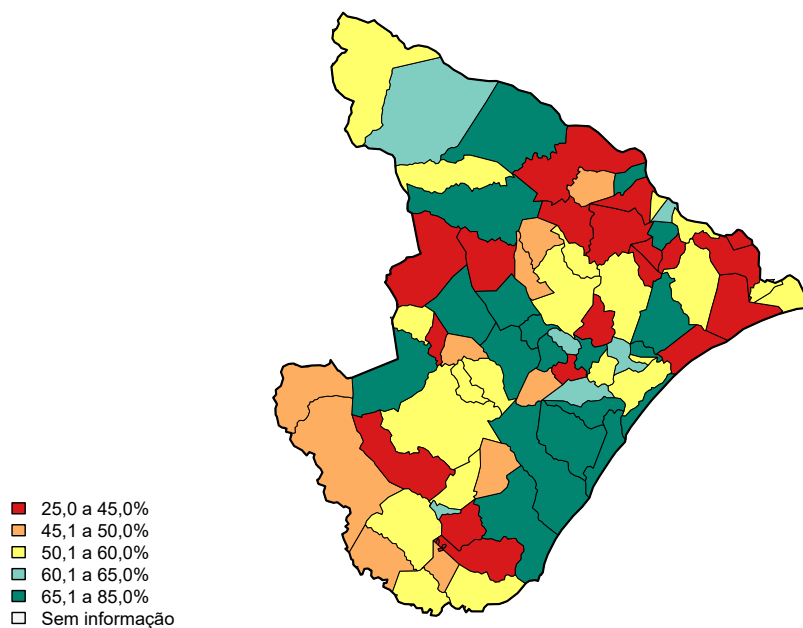 25,0 a 45,0%
45,1 a 50,0%
50,1 a 60,0%
60,1 a 65,0%
65,1 a 85,0%
Sem informação